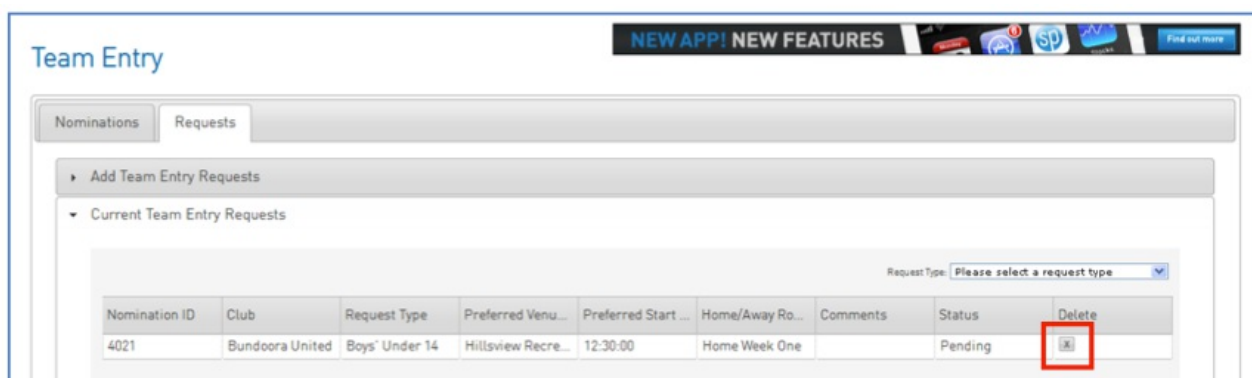 NEW APP! NEW FEATURES
sp
Find out more
Team Entry
Nominations Requests
Add Team Entry Requests
Current Team Entry Requests
Request Type: Please select a request type
Nomination ID Club Request Type Preferred Venu... Preferred Start ... Home/Away Ro... Comments Status Delete
4021 Bundoora United Boys' Under 14 Hillsview Recre... 12:30:00 Home Week One Pending x